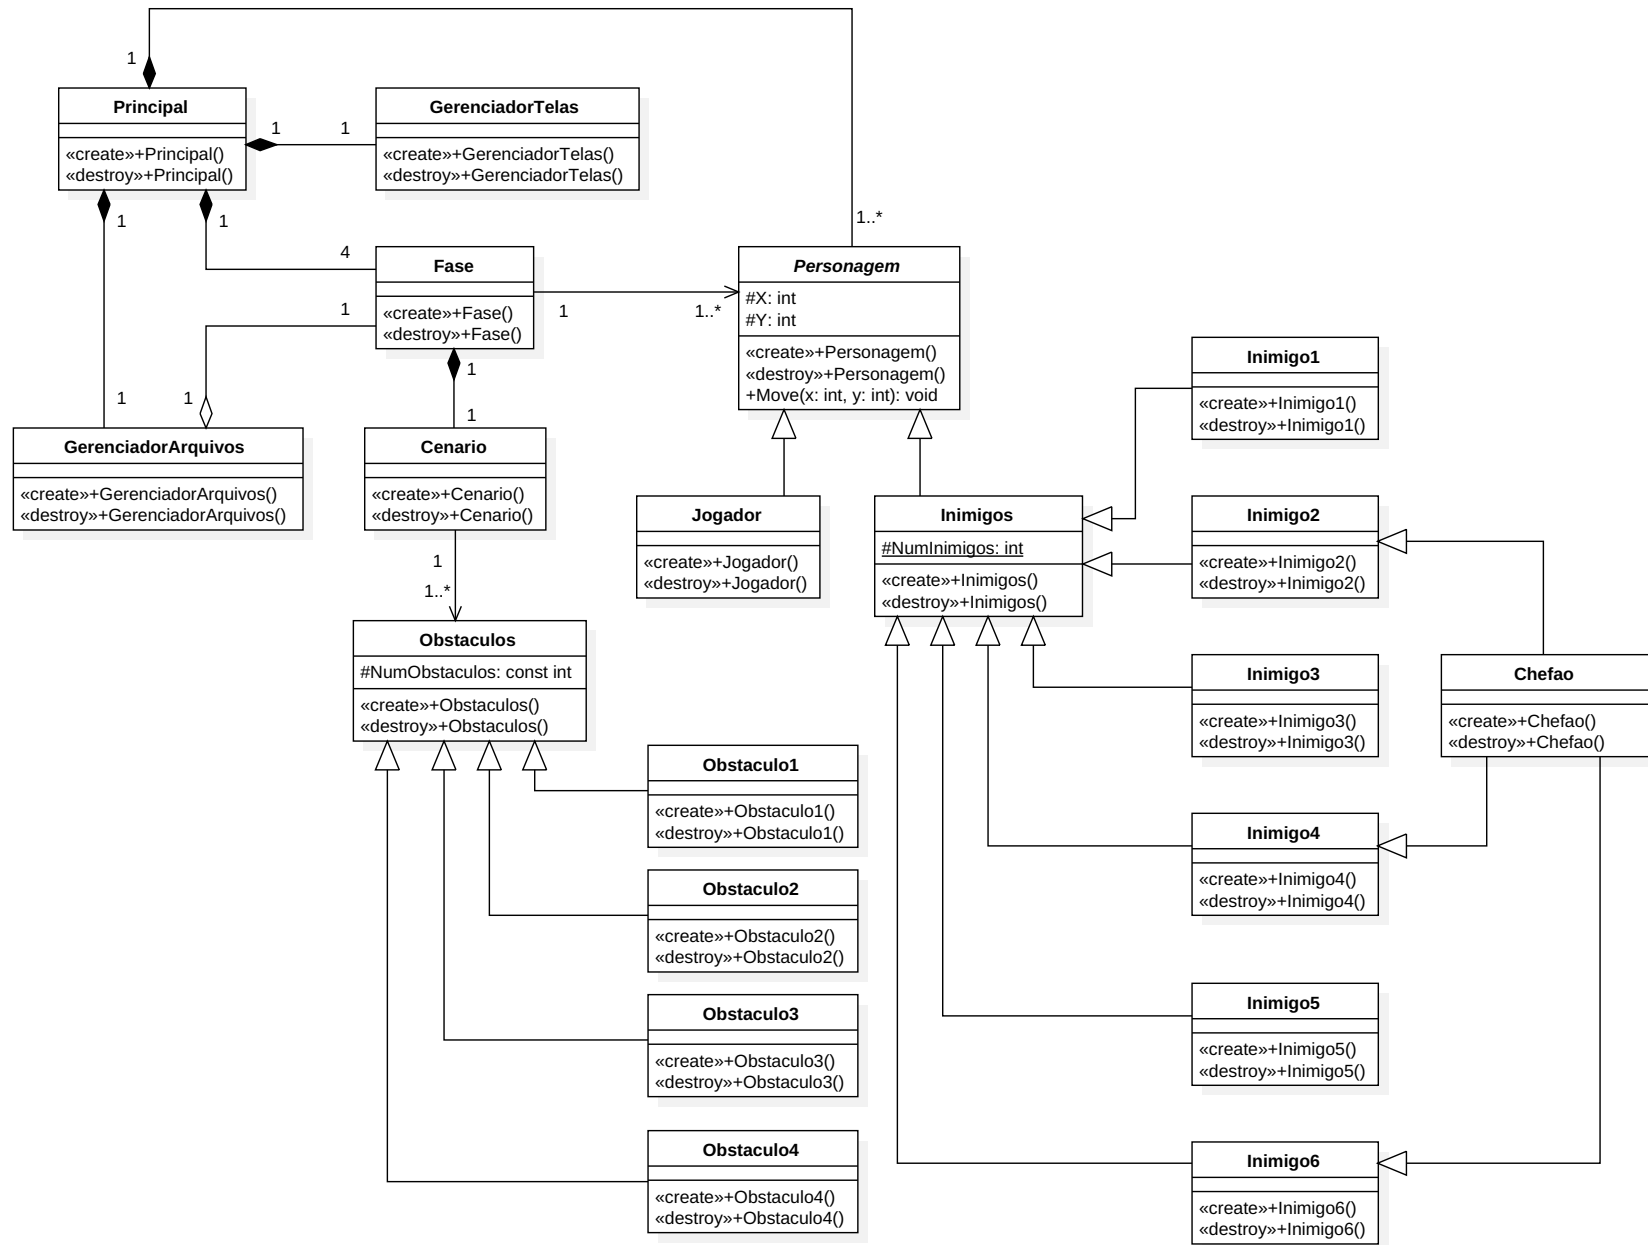 1
Principal
«create»+Principal()
«destroy»+Principal()
1
1
GerenciadorTelas
«create»+GerenciadorTelas()
«destroy»+GerenciadorTelas()
1
1
4
1..*
Fase
«create»+Fase()
«destroy»+Fase()
1
1
1..*
Personagem
#X: int
#Y: int
«create»+Personagem()
«destroy»+Personagem()
+Move(x: int, y: int): void
1
1
1
1
GerenciadorArquivos
«create»+GerenciadorArquivos()
«destroy»+GerenciadorArquivos()
Cenario
«create»+Cenario()
«destroy»+Cenario()
1
1..*
Jogador
«create»+Jogador()
«destroy»+Jogador()
Inimigos
#NumInimigos: int
«create»+Inimigos()
«destroy»+Inimigos()
Inimigo1
«create»+Inimigo1()
«destroy»+Inimigo1()
Inimigo2
«create»+Inimigo2()
«destroy»+Inimigo2()
Obstaculos
#NumObstaculos: const int
«create»+Obstaculos()
«destroy»+Obstaculos()
Inimigo3
«create»+Inimigo3()
«destroy»+Inimigo3()
Chefao
«create»+Chefao()
«destroy»+Chefao()
Obstaculo1
«create»+Obstaculo1()
«destroy»+Obstaculo1()
Inimigo4
«create»+Inimigo4()
«destroy»+Inimigo4()
Obstaculo2
«create»+Obstaculo2()
«destroy»+Obstaculo2()
Obstaculo3
«create»+Obstaculo3()
«destroy»+Obstaculo3()
Inimigo5
«create»+Inimigo5()
«destroy»+Inimigo5()
Obstaculo4
«create»+Obstaculo4()
«destroy»+Obstaculo4()
Inimigo6
«create»+Inimigo6()
«destroy»+Inimigo6()